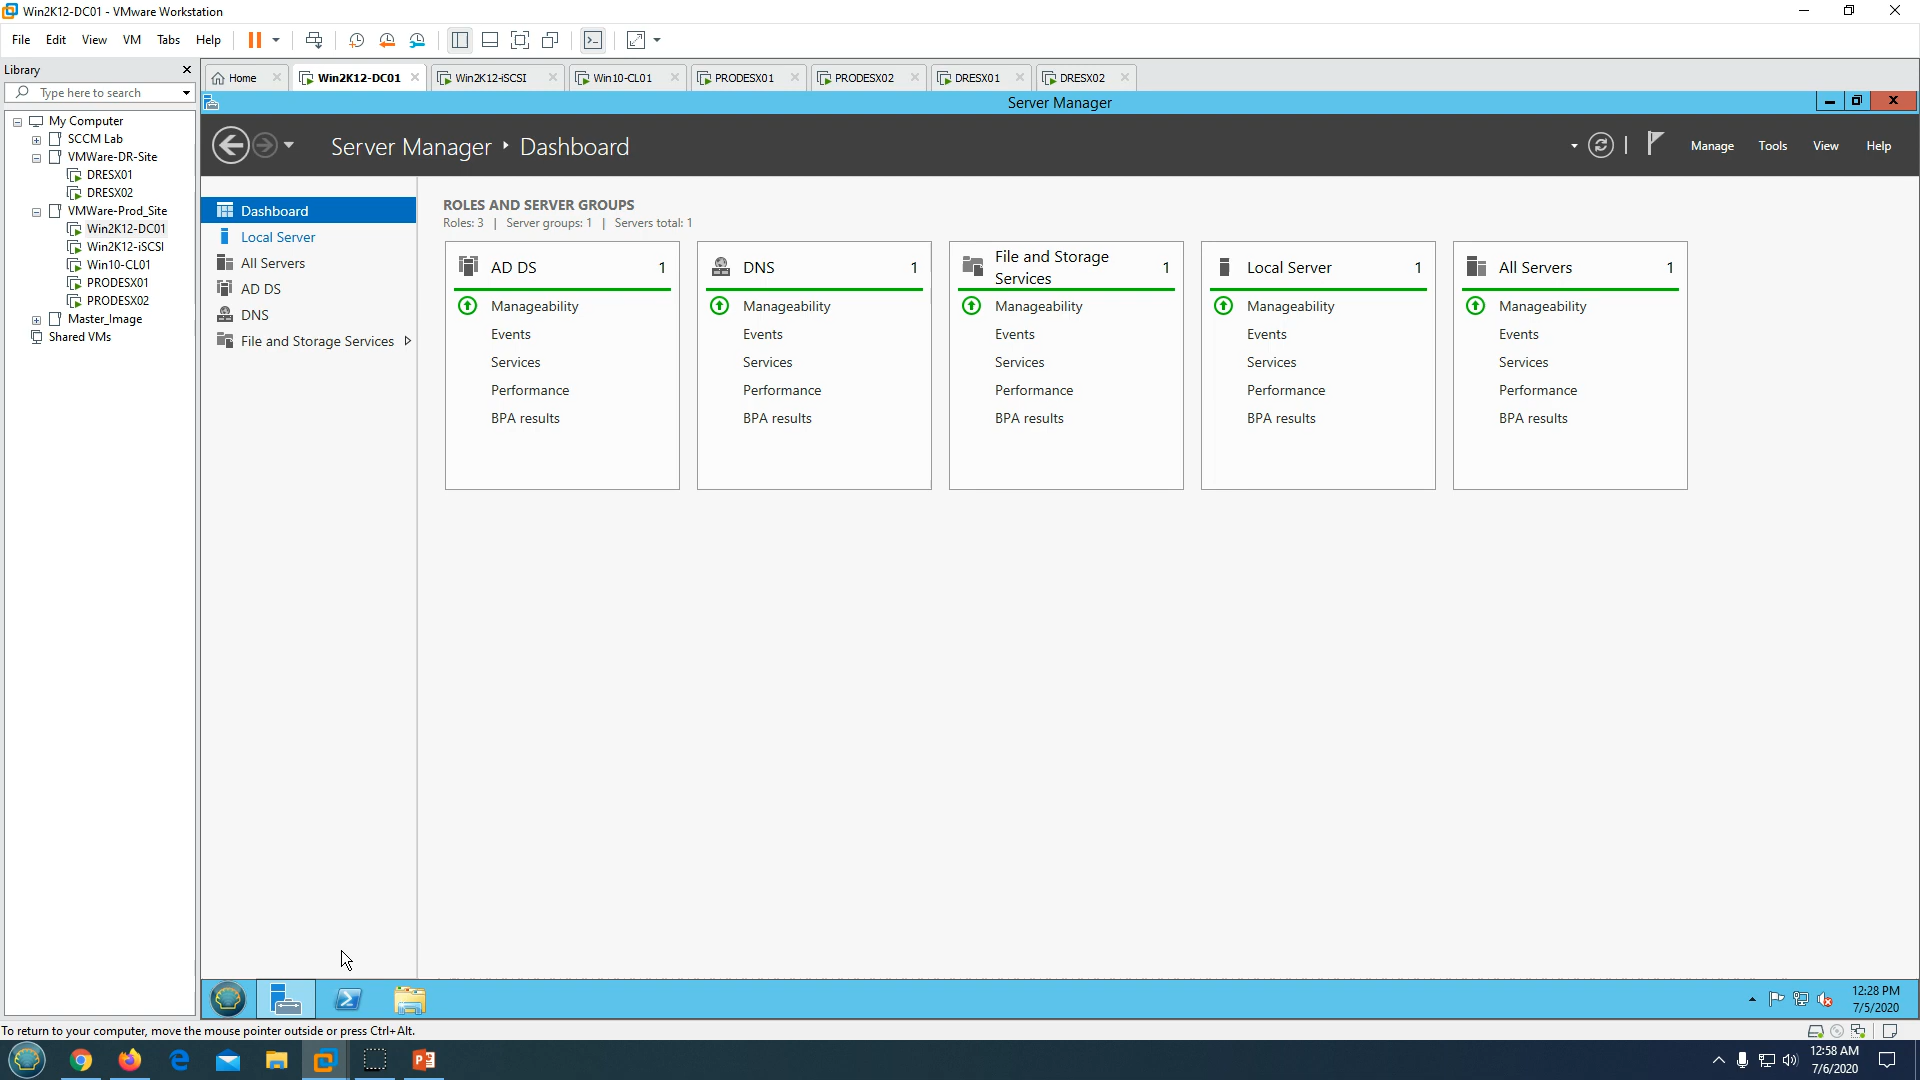 Win2K12-DC01 - VMware Workstation
File Edit View VM Tabs Help
Library
Type here to search
My Computer
SCCM Lab
VMWare-DR-Site
DRESX01
DRESX02
VMWare-Prod_Site
Win2K12-DC01
Win2K12-iSCSI
Win10-CL01
PRODESX01
PRODESX02
Master_Image
Shared VMs
Home Win2K12-DC01 Win2K12-iSCSI Win10-CL01 PRODESX01 PRODESX02 DRESX01 DRESX02
Server Manager
Server Manager Dashboard
Manage Tools View Help
Dashboard
Local Server
All Servers
AD DS
DNS
File and Storage Services
ROLES AND SERVER GROUPS
Roles: 3 | Server groups: 1 | Servers total: 1
AD DS 1
Manageability
Events
Services
Performance
BPA results
DNS 1
Manageability
Events
Services
Performance
BPA results
File and Storage
Services 1
Manageability
Events
Services
Performance
BPA results
Local Server 1
Manageability
Events
Services
Performance
BPA results
All Servers 1
Manageability
Events
Services
Performance
BPA results
12:28 PM
7/5/2020
To return to your computer, move the mouse pointer outside or press Ctrl+Alt.
12:58 AM
7/6/2020